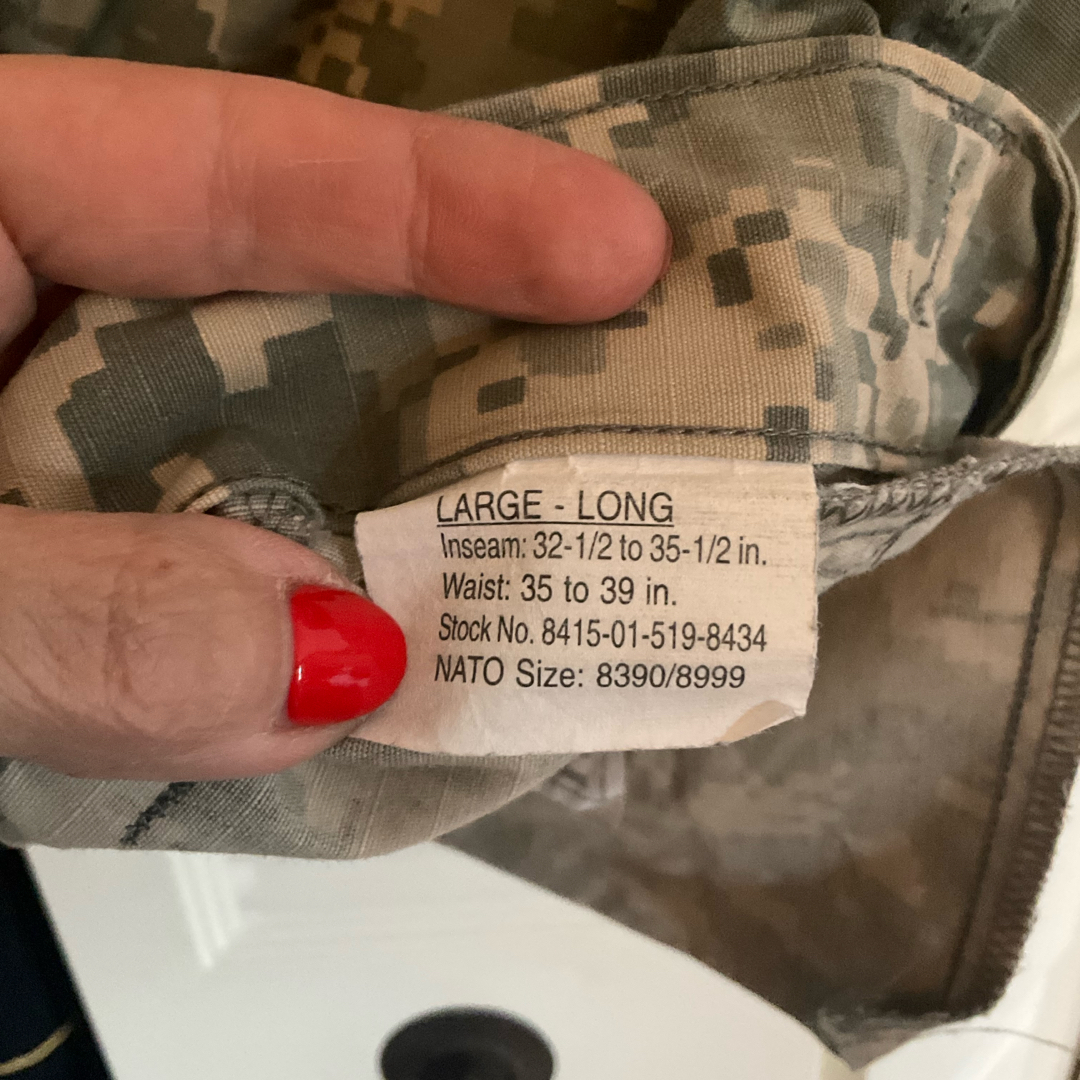 LARGE - LONG
Inseam: 32-1/2 to 35-1/2 in.
Waist: 35 to 39 in.
Stock No. 8415-01-519-8434
NATO Size: 8390/8999